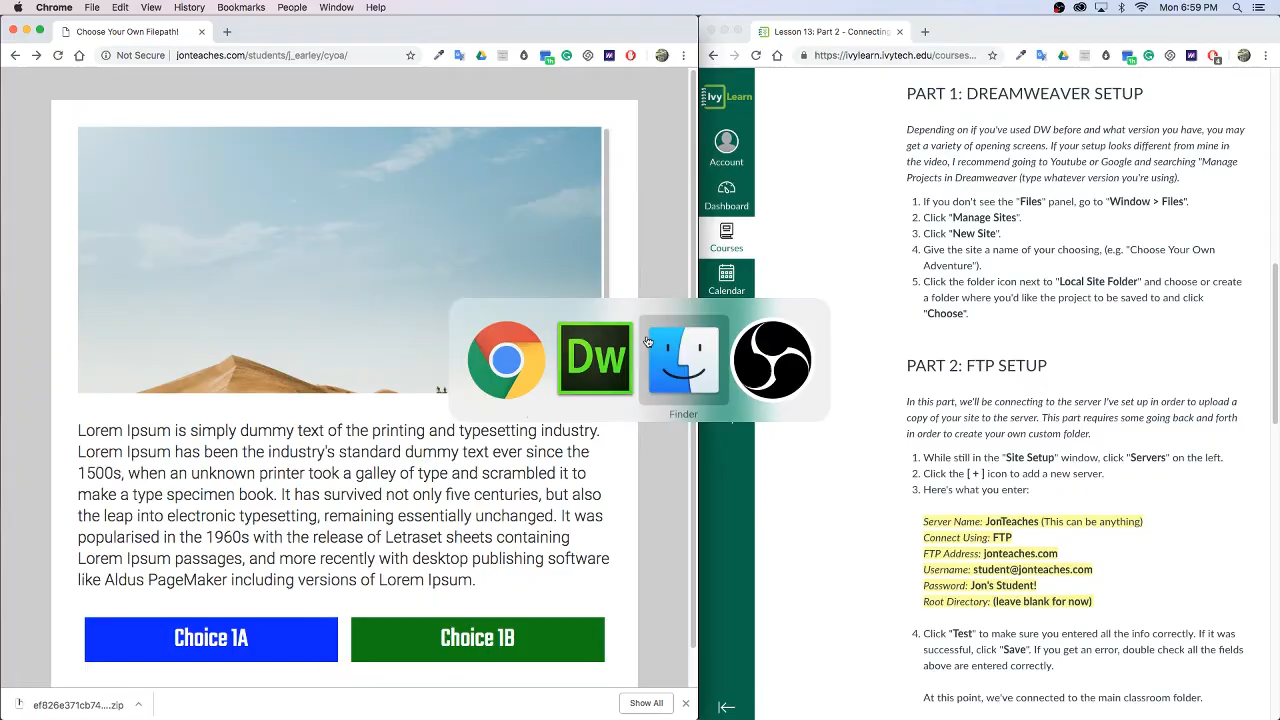 Chrome File Edit View History Bookmarks People Window Help
Mon 6:59 PM
Choose Your Own Filepath!
Lesson 13: Part 2 - Connecting
https://ivylearn.ivytech.edu/courses...
Ivy Learn
Account
Dashboard
Courses
Calendar
PART 1: DREAMWEAVER SETUP
Depending on if you've used DW before and what version you have, you may
get a variety of opening screens. If your setup looks different from mine in
the video, I recommend going to Youtube or Google and typing "Manage
Projects in Dreamweaver (type whatever version you're using).
1. If you don't see the "Files" panel, go to "Window > Files".
2. Click "Manage Sites".
3. Click "New Site".
4. Give the site a name of your choosing, (e.g. "Choose Your Own
Adventure").
5. Click the folder icon next to "Local Site Folder" and choose or create
a folder where you'd like the project to be saved to and click
"Choose".
Dw
Finder
PART 2: FTP SETUP
In this part, we'll be connecting to the server I've set up in order to upload a
copy of your site to the server. This part requires some going back and forth
in order to create your own custom folder.
1. While still in the "Site Setup" window, click "Servers" on the left.
2. Click the [ + ] icon to add a new server.
3. Here's what you enter:
Server Name: JonTeaches (This can be anything)
Connect Using: FTP
FTP Address: jonteaches.com
Username: student@jonteaches.com
Password: Jon's Student!
Root Directory: (leave blank for now)
4. Click "Test" to make sure you entered all the info correctly. If it was
successful, click "Save". If you get an error, double check all the fields
above are entered correctly.
At this point, we've connected to the main classroom folder.
Lorem Ipsum is simply dummy text of the printing and typesetting industry.
Lorem Ipsum has been the industry's standard dummy text ever since the
1500s, when an unknown printer took a galley of type and scrambled it to
make a type specimen book. It has survived not only five centuries, but also
the leap into electronic typesetting, remaining essentially unchanged. It was
popularised in the 1960s with the release of Letraset sheets containing
Lorem Ipsum passages, and more recently with desktop publishing software
like Aldus PageMaker including versions of Lorem Ipsum.
Choice 1A
Choice 1B
Show All